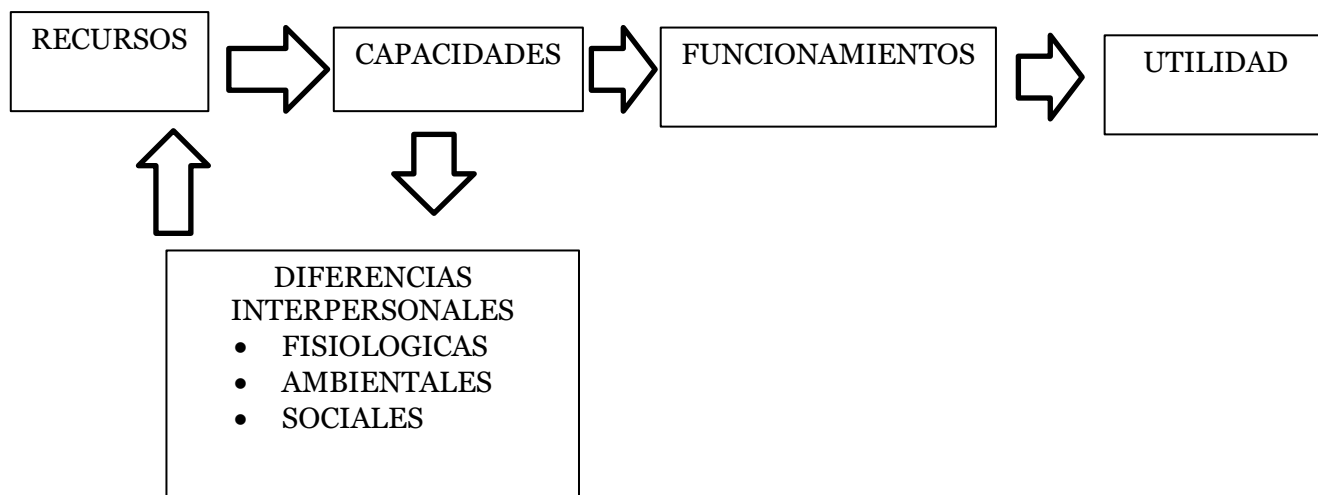 RECURSOS
CAPACIDADES
FUNCIONAMIENTOS
UTILIDAD
DIFERENCIAS
INTERPERSONALES
• FISIOLOGICAS
• AMBIENTALES
• SOCIALES